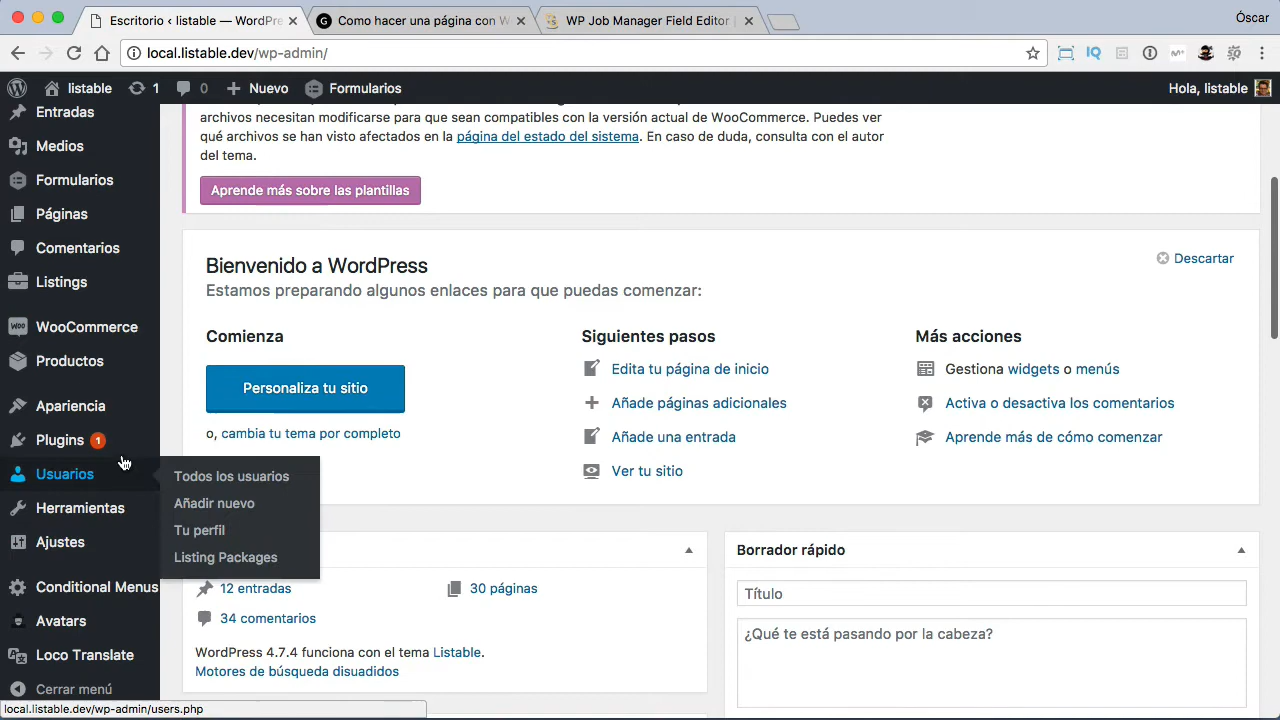 Escritorio ‹ listable — WordPre
Como hacer una página con W
WP Job Manager Field Editor
Óscar
local.listable.dev/wp-admin/
listable
1
0
Nuevo
Formularios
Hola, listable
Entradas
Medios
Formularios
Páginas
Comentarios
Listings
WooCommerce
Productos
Apariencia
Plugins 1
Usuarios
Herramientas
Ajustes
Conditional Menus
Avatars
Loco Translate
Cerrar menú
Todos los usuarios
Añadir nuevo
Tu perfil
Listing Packages
archivos necesitan modificarse para que sean compatibles con la versión actual de WooCommerce. Puedes ver
qué archivos se han visto afectados en la página del estado del sistema. En caso de duda, consulta con el autor
del tema.
Aprende más sobre las plantillas
Bienvenido a WordPress
Descartar
Estamos preparando algunos enlaces para que puedas comenzar:
Comienza
Personaliza tu sitio
o, cambia tu tema por completo
Siguientes pasos
Edita tu página de inicio
Añade páginas adicionales
Añade una entrada
Ver tu sitio
Más acciones
Gestiona widgets o menús
Activa o desactiva los comentarios
Aprende más de cómo comenzar
12 entradas
30 páginas
34 comentarios
WordPress 4.7.4 funciona con el tema Listable.
Motores de búsqueda disuadidos
Borrador rápido
Título
¿Qué te está pasando por la cabeza?
local.listable.dev/wp-admin/users.php